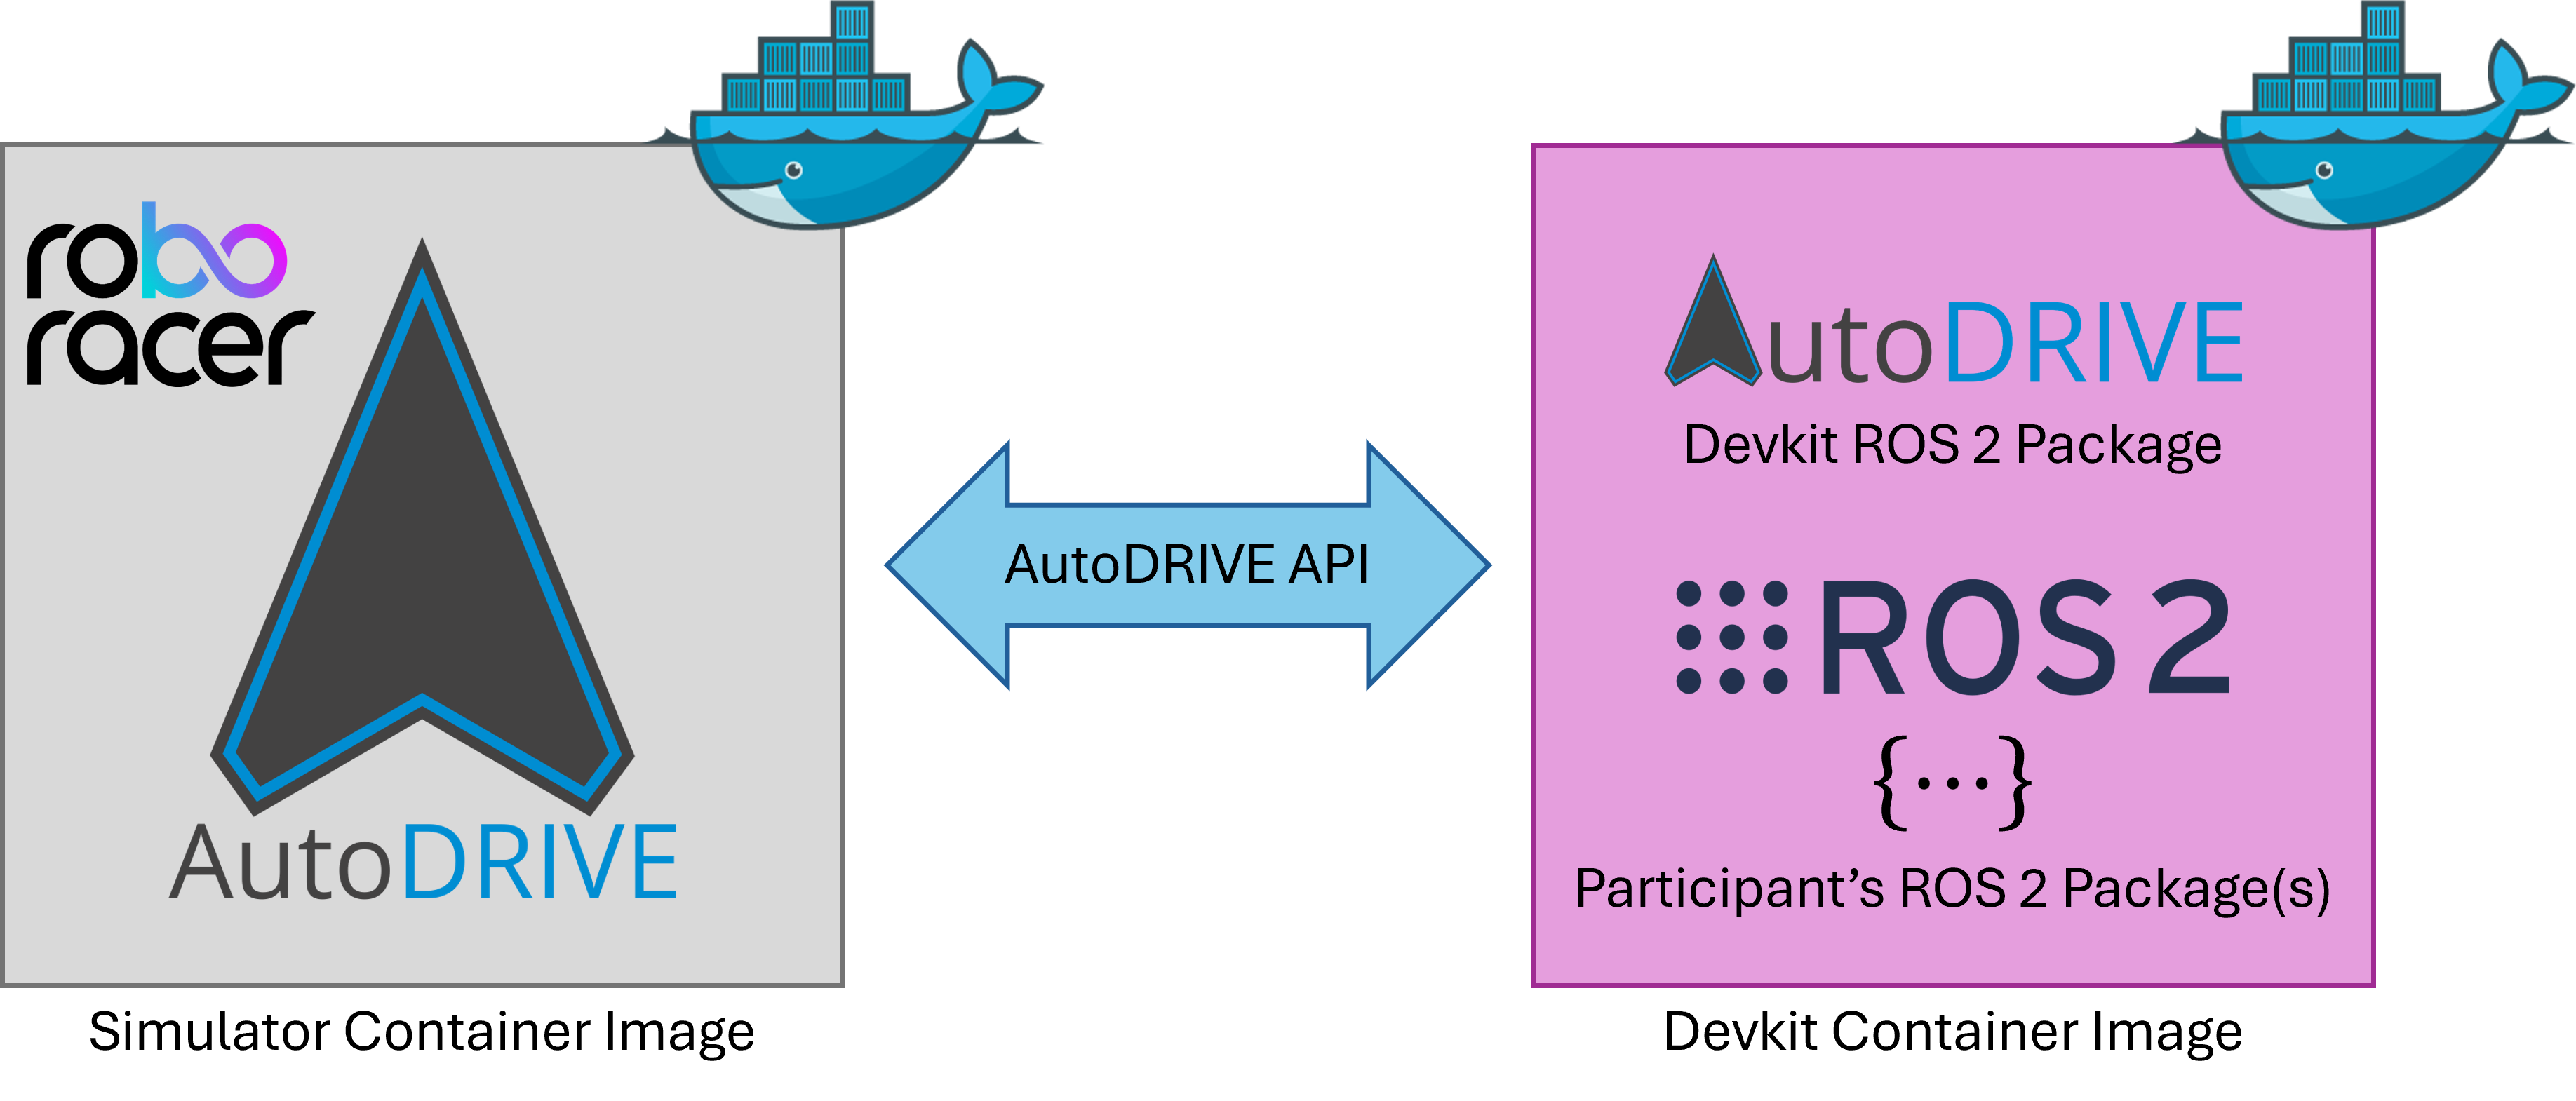 robo
racer
AutoDRIVE
Simulator Container Image
AutoDRIVE API
AutoDRIVE
Devkit ROS 2 Package
ROS 2
{...}
Participant’s ROS 2 Package(s)
Devkit Container Image